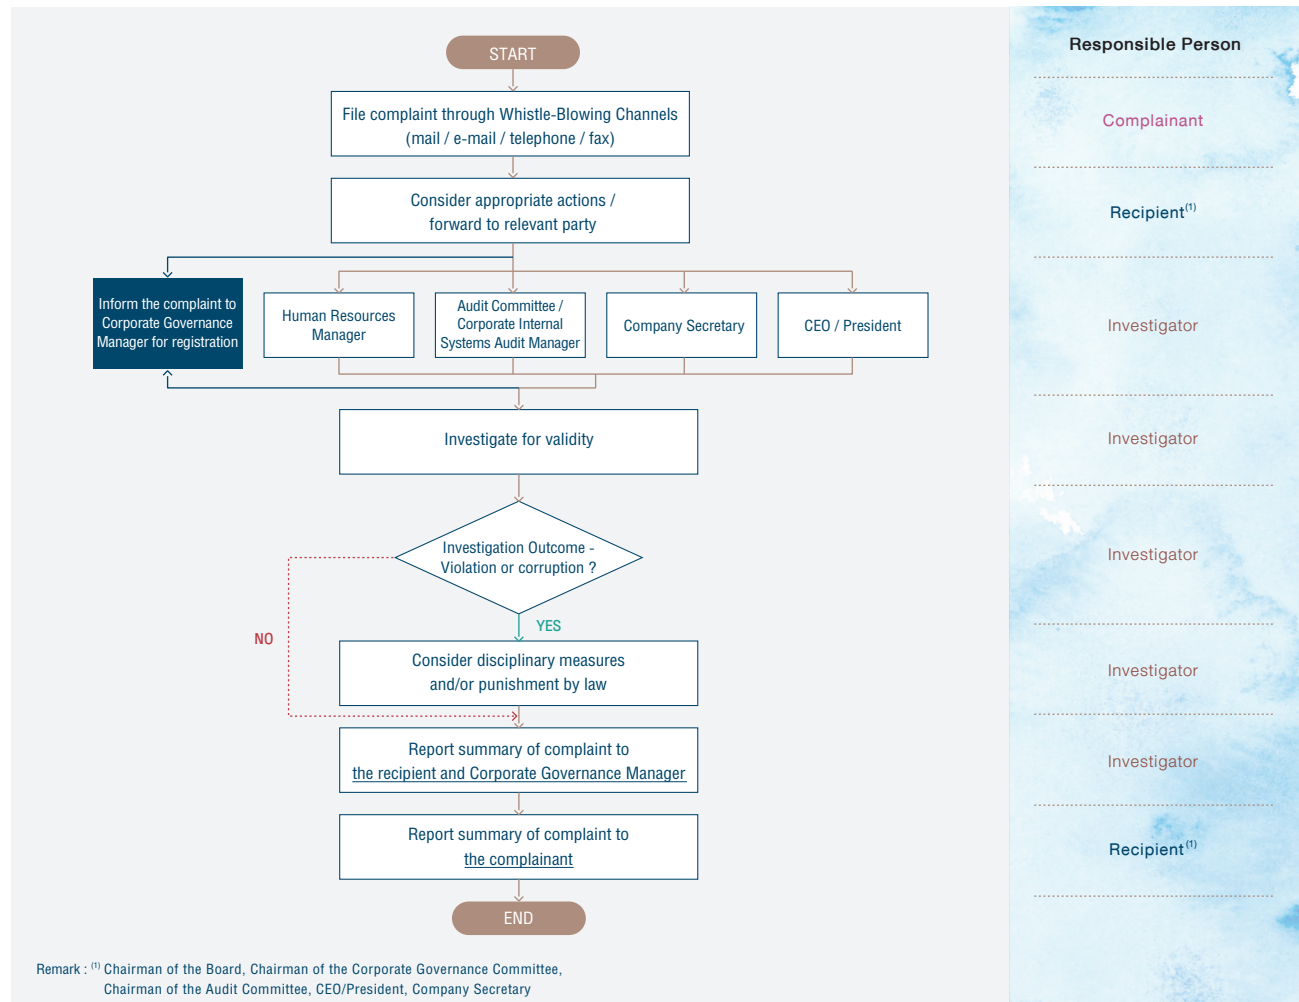 START
Responsible Person
File complaint through Whistle-Blowing Channels
(mail / e-mail / telephone / fax)
Complainant
Consider appropriate actions /
forward to relevant party
Recipient(1)
Inform the complaint to
Corporate Governance
Manager for registration
Human Resources
Manager
Audit Committee /
Corporate Internal
Systems Audit Manager
Company Secretary
CEO / President
Investigator
Investigate for validity
Investigator
Investigation Outcome -
Violation or corruption ?
Investigator
NO
YES
Consider disciplinary measures
and/or punishment by law
Investigator
Report summary of complaint to
the recipient and Corporate Governance Manager
Investigator
Report summary of complaint to
the complainant
Recipient(1)
END
Remark : (1) Chairman of the Board, Chairman of the Corporate Governance Committee,
Chairman of the Audit Committee, CEO/President, Company Secretary